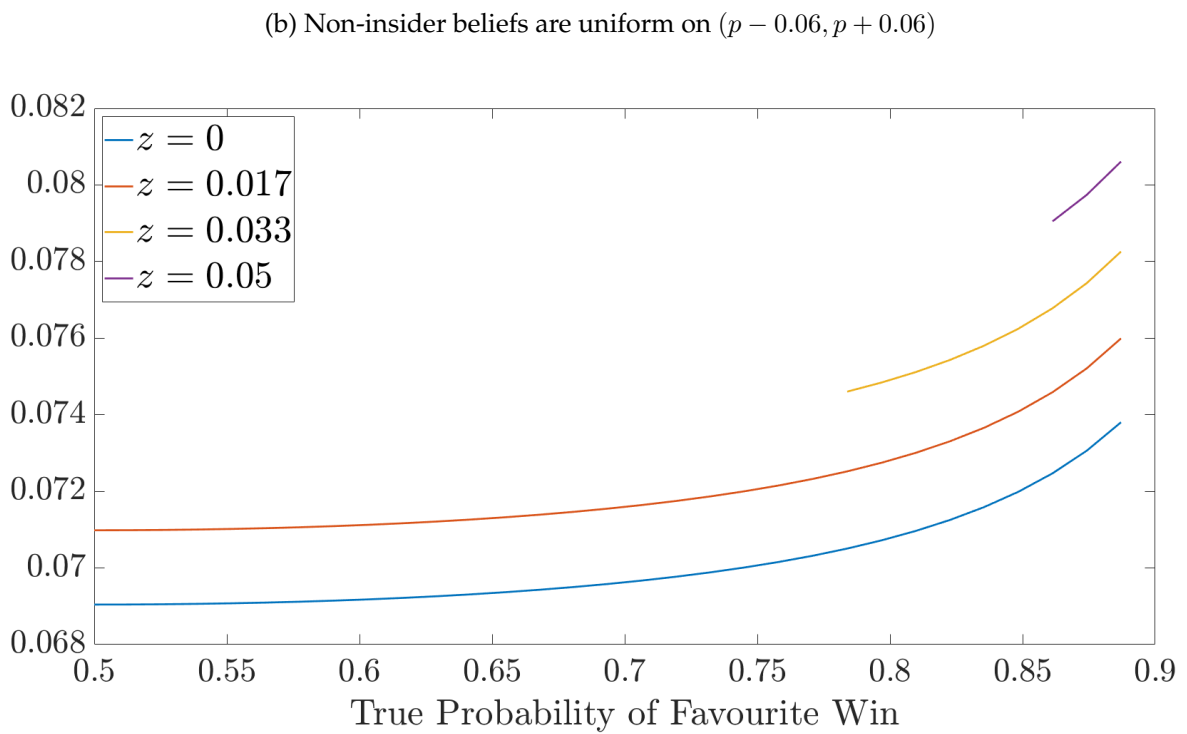 (b) Non-insider beliefs are uniform on (p − 0.06, p + 0.06)
0.082
0.08
0.078
0.076
0.074
0.072
0.07
0.068
z = 0
z = 0.017
z = 0.033
z = 0.05
0.5 0.55 0.6 0.65 0.7 0.75 0.8 0.85 0.9
True Probability of Favourite Win